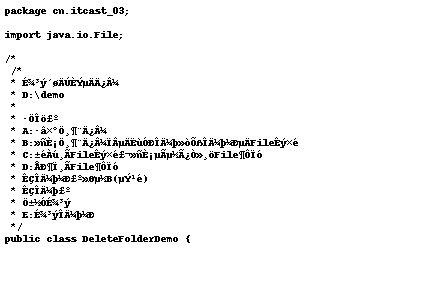 package cn.itcast_03;
import java.io.File;
/*
/*
* É¾³ý´øÄÚÈÝµÄÄ¿Â¼
* D:\demo
*
* ·ÖÎö£º
* A:·â×°Ö¸¶¨Ä¿Â¼
* B:»ñÈ¡Ö¸¶¨Ä¿Â¼ÏÂµÄËùÓÐÎÄ¼þ»òÕßÎÄ¼þ¼ÐµÄFileÊý×é
* C:±éÀú¸ÃFileÊý×é£¬»ñÈ¡µÃµ½Ã¿Ò»¸öFile¶ÔÏó
* D:ÅÐ¶Ï¸ÃFile¶ÔÏó
* ÊÇÎÄ¼þ¼Ð£º»Øµ½B(µÝ¹é)
* ÊÇÎÄ¼þ£º
* Ö±½ÓÉ¾³ý
* E:É¾³ýÎÄ¼þ¼Ð
*/
public class DeleteFolderDemo {